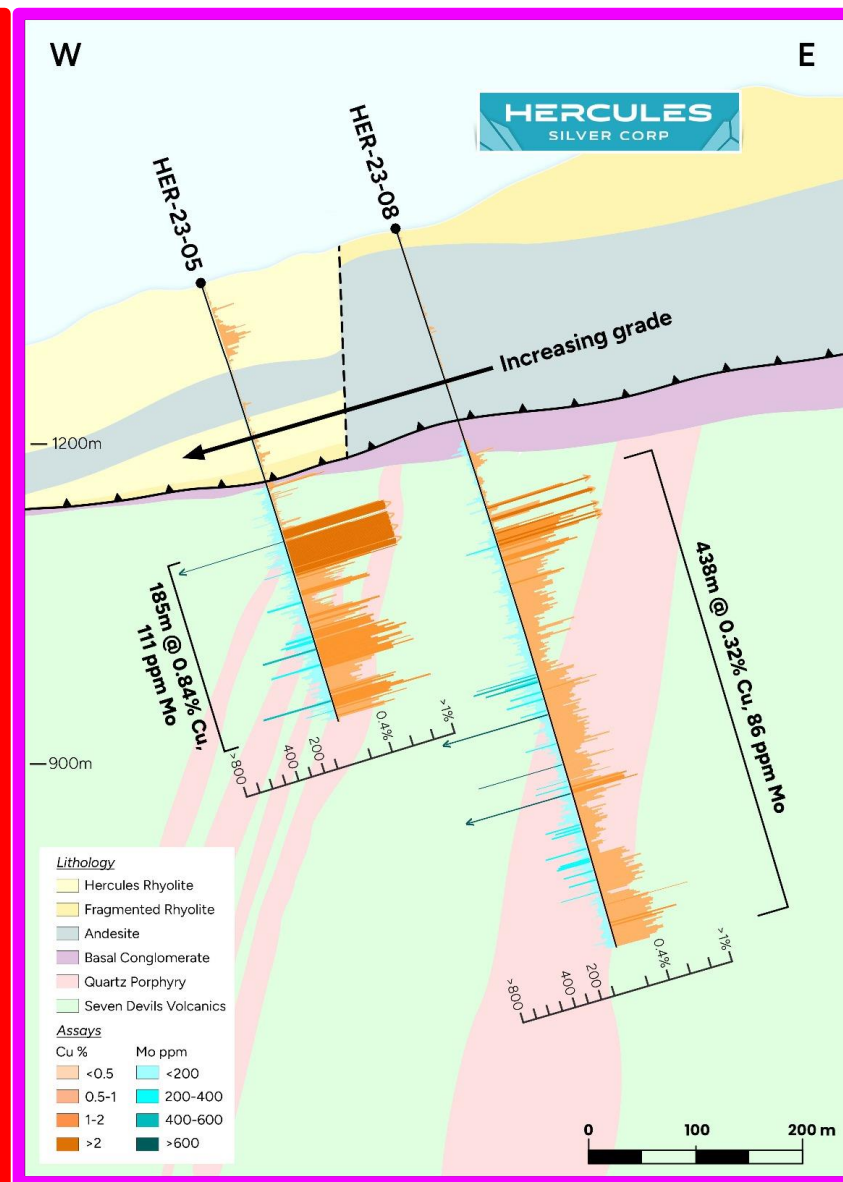 W
E
HERCULES
SILVER CORP
HER-23-08
HER-23-05
Increasing grade
1200m
900m
185m @ 0.84% Cu,
111 ppm Mo
438m @ 0.32% Cu, 86 ppm Mo
>800
400
200
0.4%
>1%
>800
400
200
0.4%
>1%
Lithology
Hercules Rhyolite
Fragmented Rhyolite
Andesite
Basal Conglomerate
Quartz Porphyry
Seven Devils Volcanics
Assays
Cu % Mo ppm
<0.5 <200
0.5-1 200-400
1-2 400-600
>2 >600
0 100 200 m